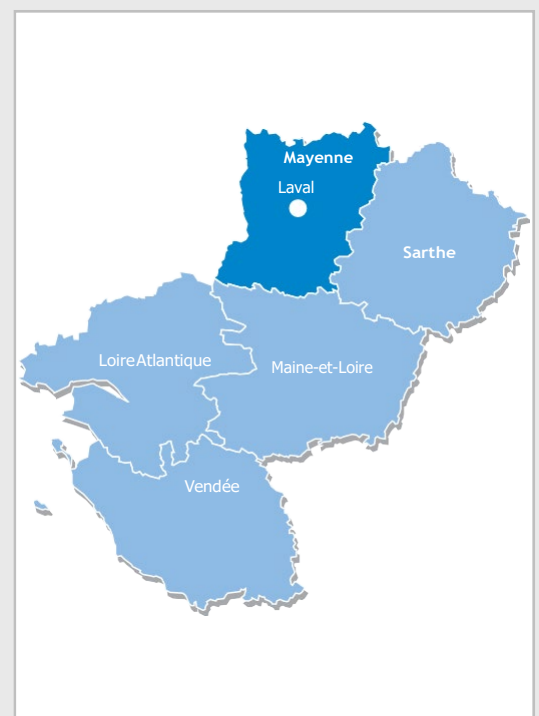 Mayenne
Laval
Sarthe
LoireAtlantique
Maine-et-Loire
Vendée